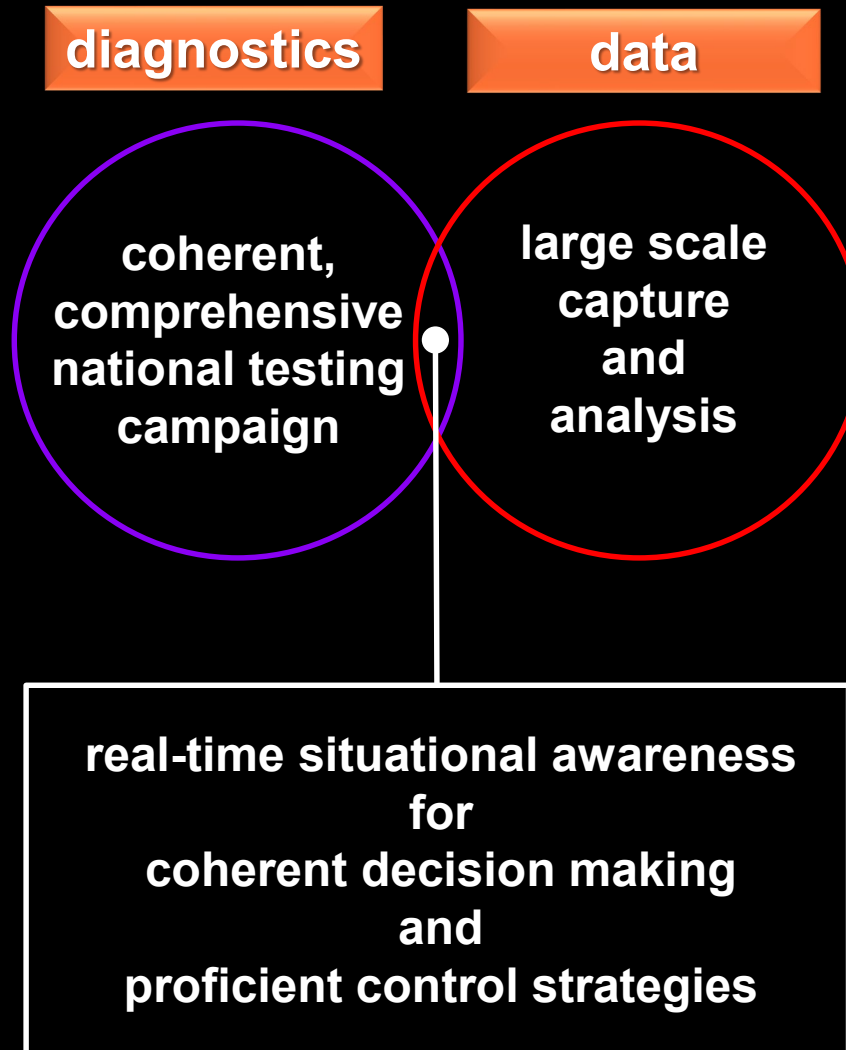 diagnostics
data
coherent,
comprehensive
national testing
campaign
large scale
capture
and
analysis
real-time situational awareness
for
coherent decision making
and
proficient control strategies